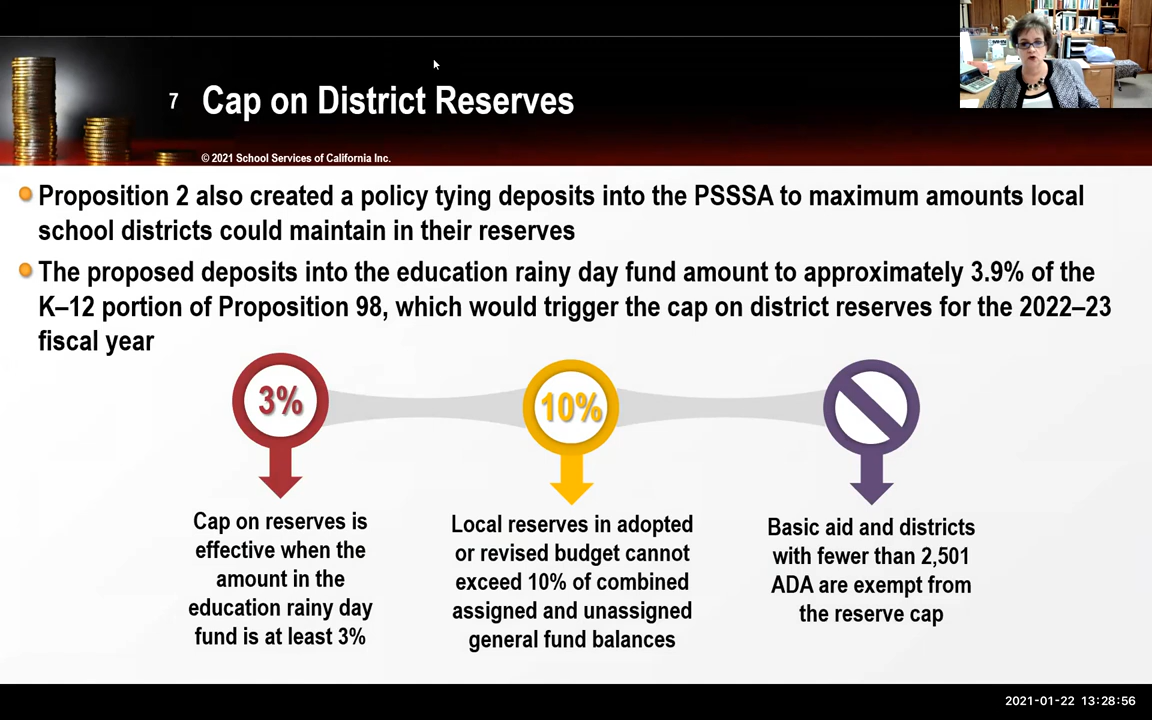 7 Cap on District Reserves
© 2021 School Services of California Inc.
Proposition 2 also created a policy tying deposits into the PSSSA to maximum amounts local
school districts could maintain in their reserves
The proposed deposits into the education rainy day fund amount to approximately 3.9% of the
K–12 portion of Proposition 98, which would trigger the cap on district reserves for the 2022–23
fiscal year
3%
Cap on reserves is
effective when the
amount in the
education rainy day
fund is at least 3%
10%
Local reserves in adopted
or revised budget cannot
exceed 10% of combined
assigned and unassigned
general fund balances
Basic aid and districts
with fewer than 2,501
ADA are exempt from
the reserve cap
2021-01-22 13:28:56